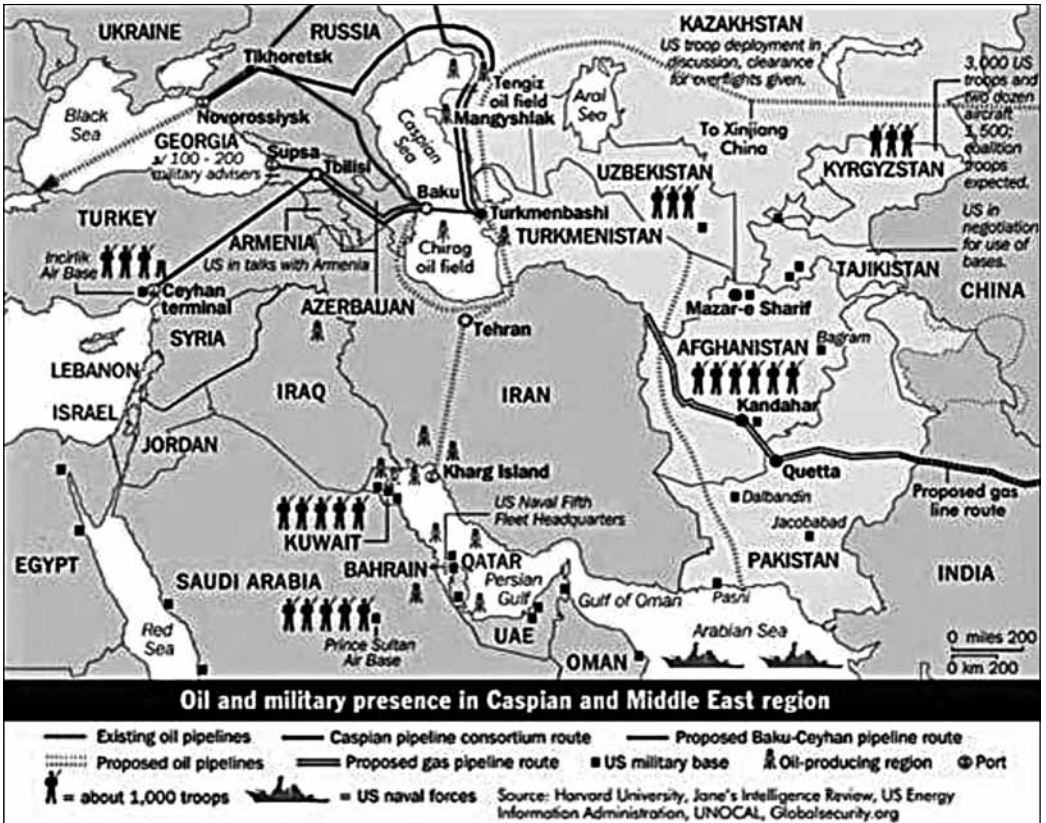 UKRAINE
RUSSIA
Tikhoretsk
KAZAKHSTAN
US troop deployment in
discussion, clearance
for overflights given.
3,000 US
troops and
two dozen
aircraft
500;
coalition
troops
expected.
Black
Sea
Novorossiysk
Caspian
Sea
Tengiz
oil field
Mangyshlak
Aral
Sea
To Xinjiang
China
KYRGYZSTAN
GEORGIA
100 - 200
military advisers
Supsa
Tbilisi
UZBEKISTAN
US in
negotiation
for use of
bases.
TURKEY
Baku
Turkmenbashi
TURKMENISTAN
ARMENIA
US in talks with Armenia
Chirog
oil field
TAJIKISTAN
CHINA
Incirlik
Air Base
Ceyhan
terminal
AZERBAIJAN
Mazar-e Sharif
Tehran
SYRIA
LEBANON
AFGHANISTAN
Bagram
ISRAEL
IRAQ
IRAN
Kandahar
JORDAN
Kharg Island
Quetta
Proposed gas
line route
US Naval Fifth
Fleet Headquarters
Dalbandin
Jacobabad
KUWAIT
EGYPT
BAHRAIN
QATAR
PAKISTAN
INDIA
SAUDI ARABIA
Persian
Gulf
Gulf of Oman
Pasni
Red
Sea
Prince Sultan
Air Base
UAE
Arabian Sea
OMAN
0 miles 200
0 km 200
Oil and military presence in Caspian and Middle East region
Existing oil pipelines
Caspian pipeline consortium route
Proposed Baku-Ceyhan pipeline route
Proposed oil pipelines
Proposed gas pipeline route
US military base
Oil-producing region
Port
= about 1,000 troops
= US naval forces
Source: Harvard University, Jane's Intelligence Review, US Energy
Information Administration, UNOCAL, Globalsecurity.org